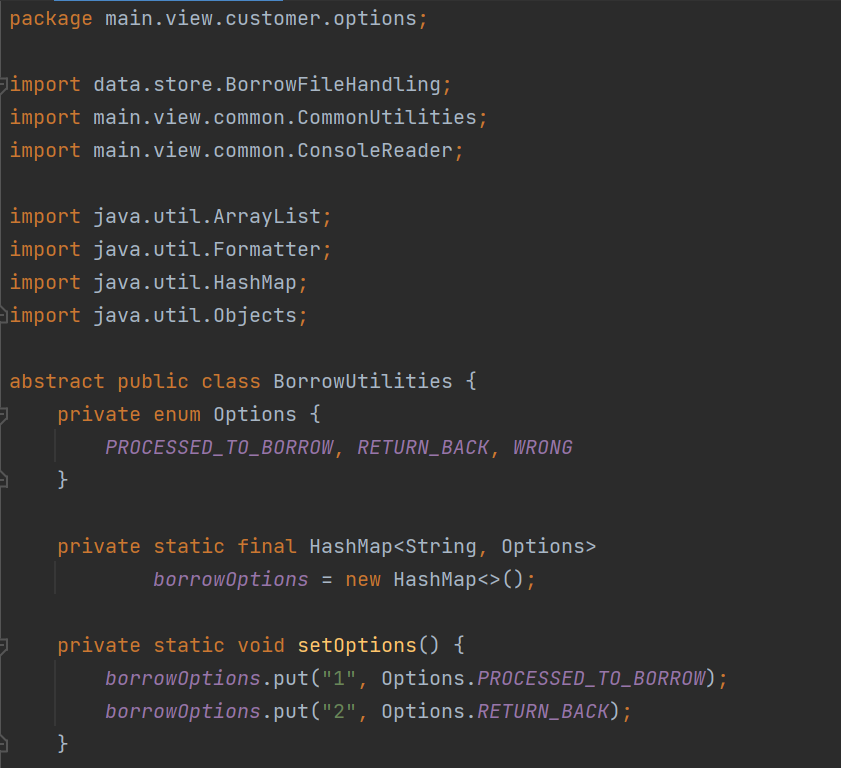 package main.view.customer.options;
import data.store.BorrowFileHandling;
import main.view.common.CommonUtilities;
import main.view.common.ConsoleReader;
import java.util.ArrayList;
import java.util.Formatter;
import java.util.HashMap;
import java.util.Objects;
abstract public class BorrowUtilities {
    private enum Options {
        PROCESSED_TO_BORROW, RETURN_BACK, WRONG
    }
    private static final HashMap<String, Options>
            borrowOptions = new HashMap<>();
    private static void setOptions() {
        borrowOptions.put("1", Options.PROCESSED_TO_BORROW);
        borrowOptions.put("2", Options.RETURN_BACK);
    }